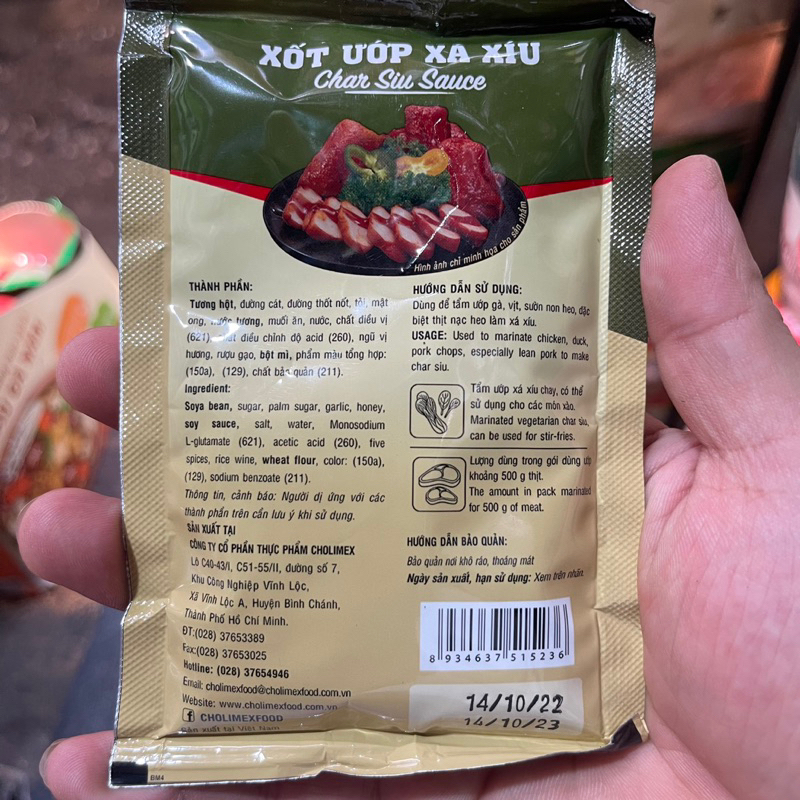 XỐT ƯỚP XA XÍU
Char Siu Sauce
Hình ảnh chỉ minh họa cho sản phẩm
THÀNH PHẦN:
Tương hột, đường cát, đường thốt nốt, tỏi, mật
ong, nước tương, muối ăn, nước, chất điều vị
(621), chất điều chỉnh độ acid (260), ngũ vị
hương, rượu gạo, bột mì, phẩm màu tổng hợp:
(150a), (129), chất bảo quản (211).
Ingredient:
Soya bean, sugar, palm sugar, garlic, honey,
soy sauce, salt, water, Monosodium
L-glutamate (621), acetic acid (260), five
spices, rice wine, wheat flour, color: (150a),
(129), sodium benzoate (211).
Thông tin, cảnh báo: Người dị ứng với các
thành phần trên cần lưu ý khi sử dụng.
SẢN XUẤT TẠI
CÔNG TY CỔ PHẦN THỰC PHẨM CHOLIMEX
Lô C40-43/I, C51-55/II, đường số 7,
Khu Công Nghiệp Vĩnh Lộc,
Xã Vĩnh Lộc A, Huyện Bình Chánh,
Thành Phố Hồ Chí Minh.
ĐT:(028) 37653389
Fax:(028) 37653025
Hotline: (028) 37654946
Email: cholimexfood@cholimexfood.com.vn
Website: www.cholimexfood.com.vn
f CHOLIMEXFOOD
Sản xuất tại Việt Nam
BM4
HƯỚNG DẪN SỬ DỤNG:
Dùng để tẩm ướp gà, vịt, sườn non heo, đặc
biệt thịt nạc heo làm xá xíu.
USAGE: Used to marinate chicken, duck,
pork chops, especially lean pork to make
char siu.
Tẩm ướp xá xíu chay, có thể
sử dụng cho các món xào.
Marinated vegetarian char siu,
can be used for stir-fries.
Lượng dùng trong gói dùng ướp
khoảng 500 g thịt.
The amount in pack marinated
for 500 g of meat.
HƯỚNG DẪN BẢO QUẢN:
Bảo quản nơi khô ráo, thoáng mát
Ngày sản xuất, hạn sử dụng: Xem trên nhãn.
8 934637 515236
14/10/22
14/10/23